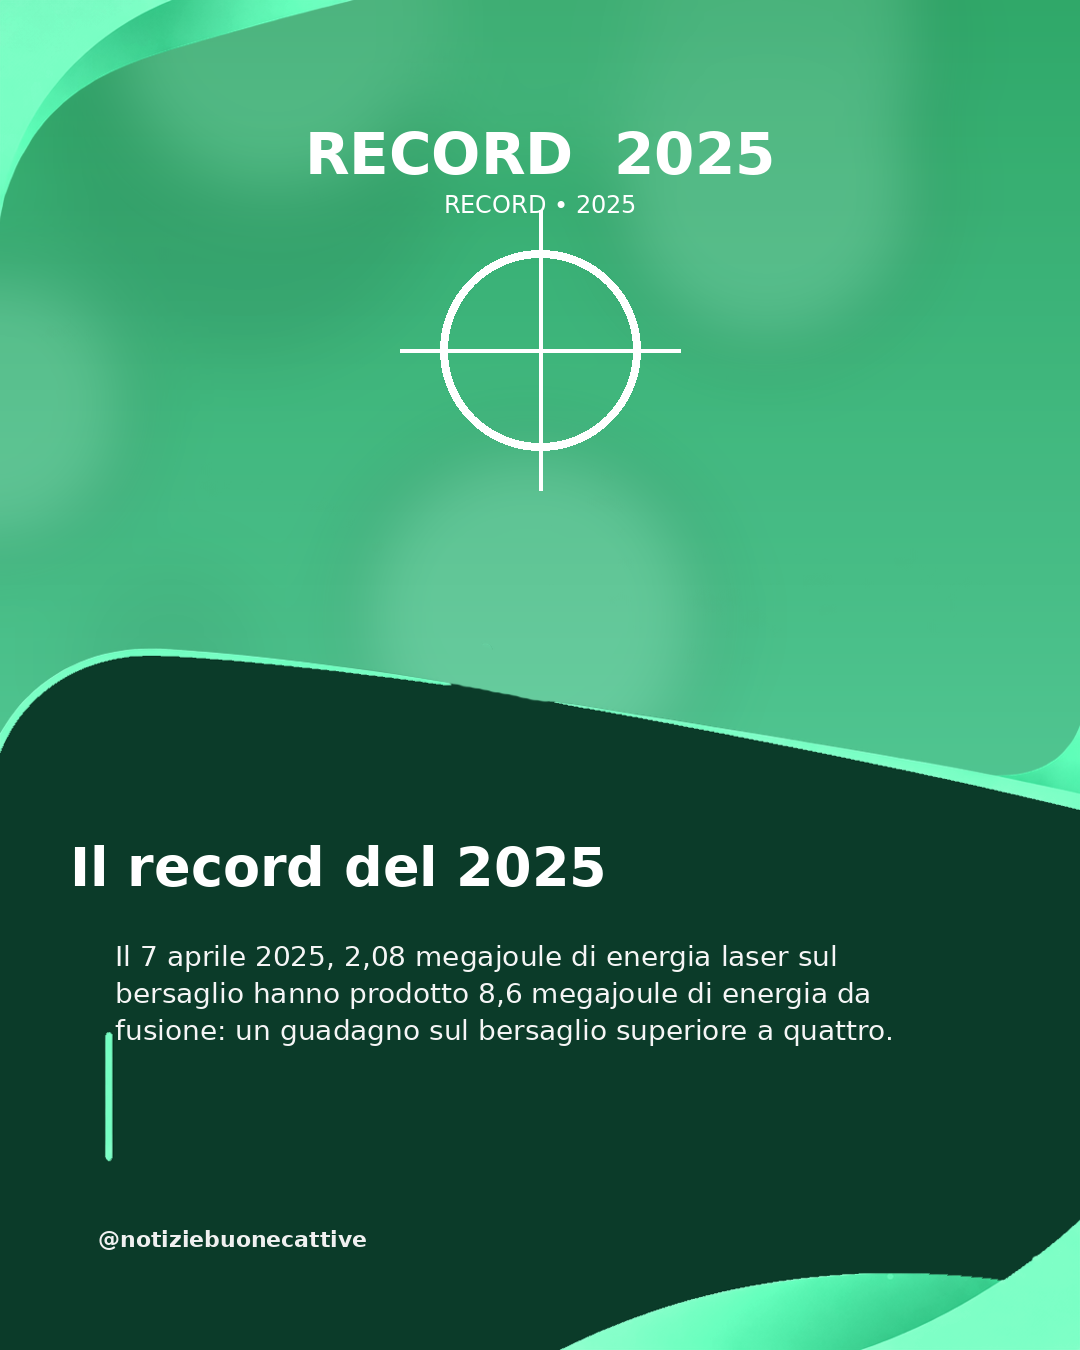 RECORD 2025
RECORD • 2025
Il record del 2025
Il 7 aprile 2025, 2,08 megajoule di energia laser sul
bersaglio hanno prodotto 8,6 megajoule di energia da
fusione: un guadagno sul bersaglio superiore a quattro.
@notiziebuonecattive